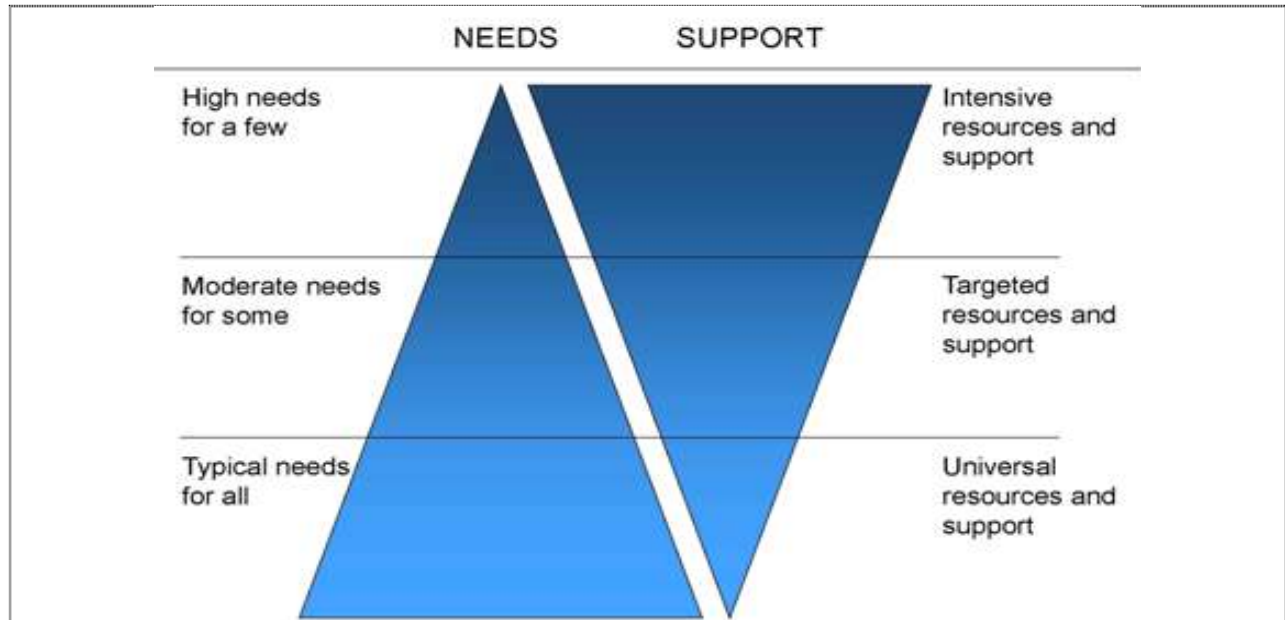 NEEDS SUPPORT
High needs
for a few
Intensive
resources and
support
Moderate needs
for some
Targeted
resources and
support
Typical needs
for all
Universal
resources and
support